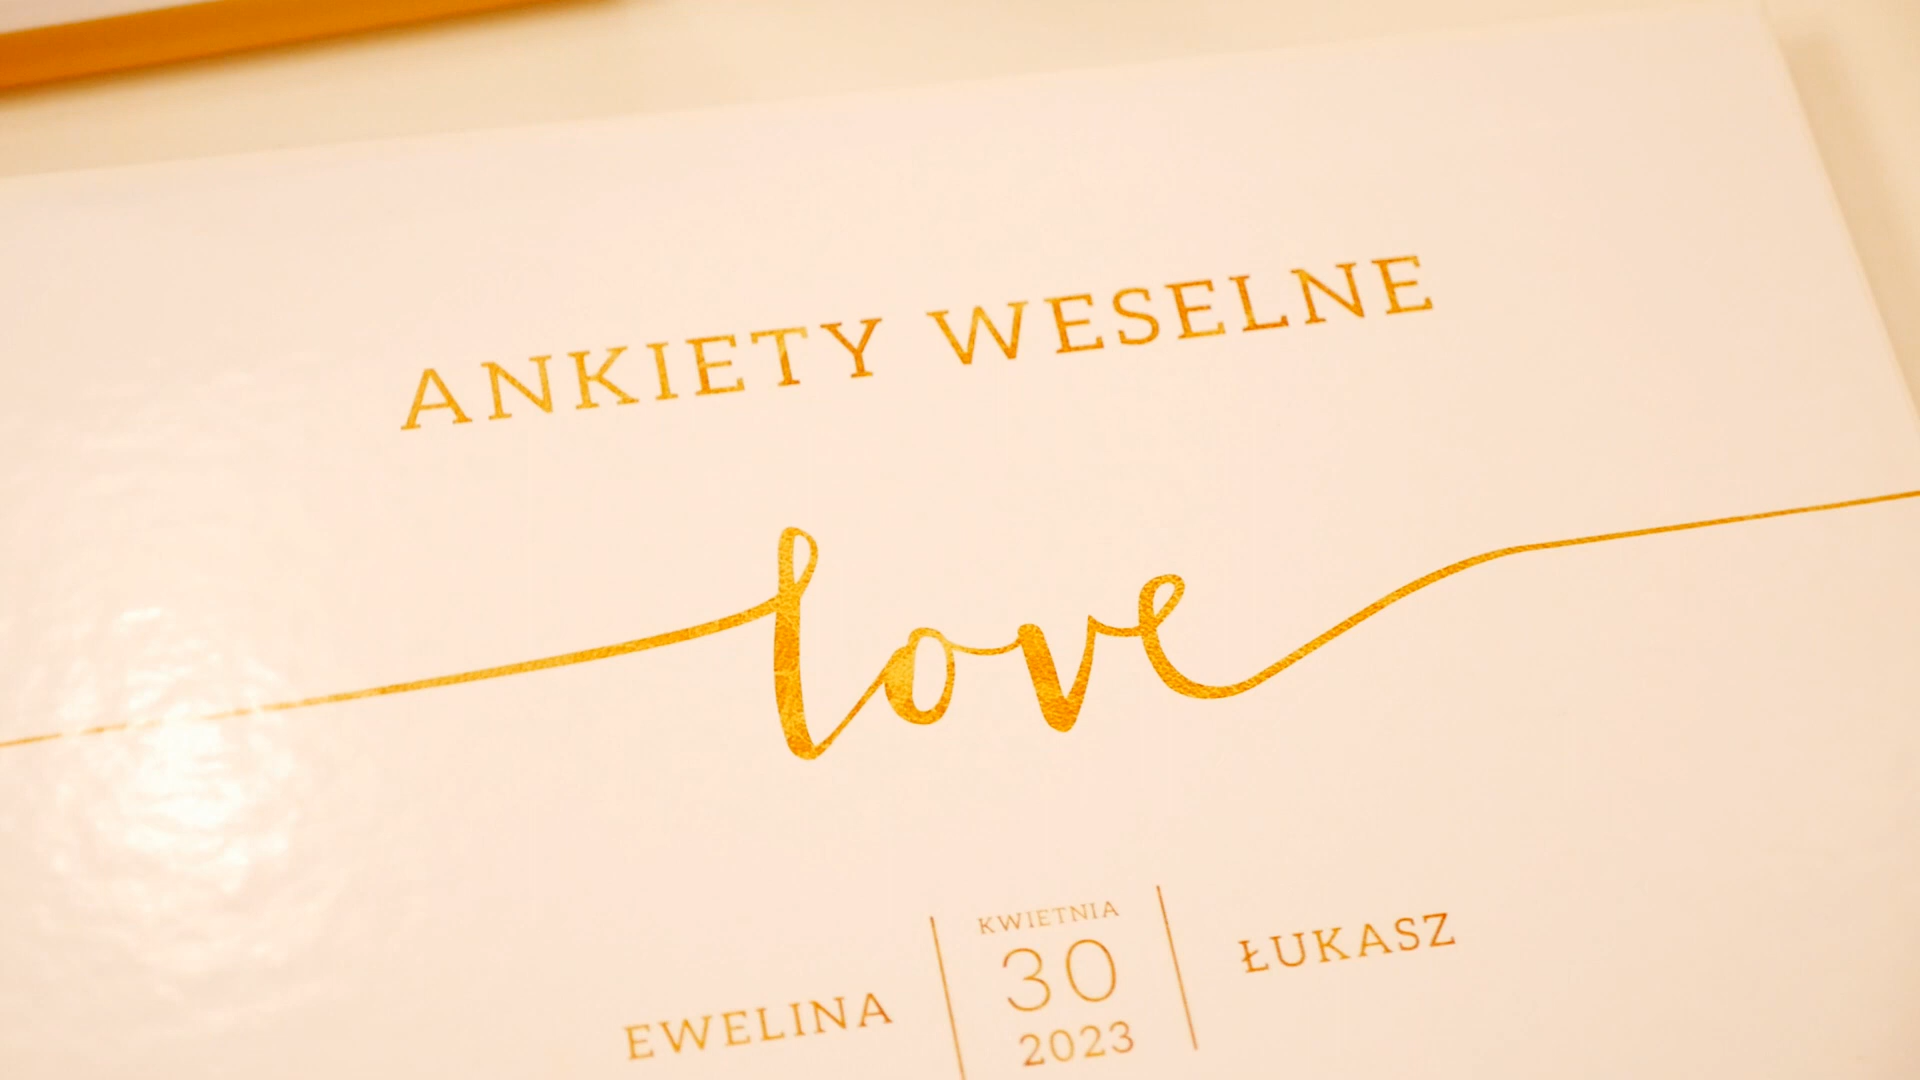 ANKIETY WESELNE
love
EWELINA
KWIETNIA
30
2023
ŁUKASZ